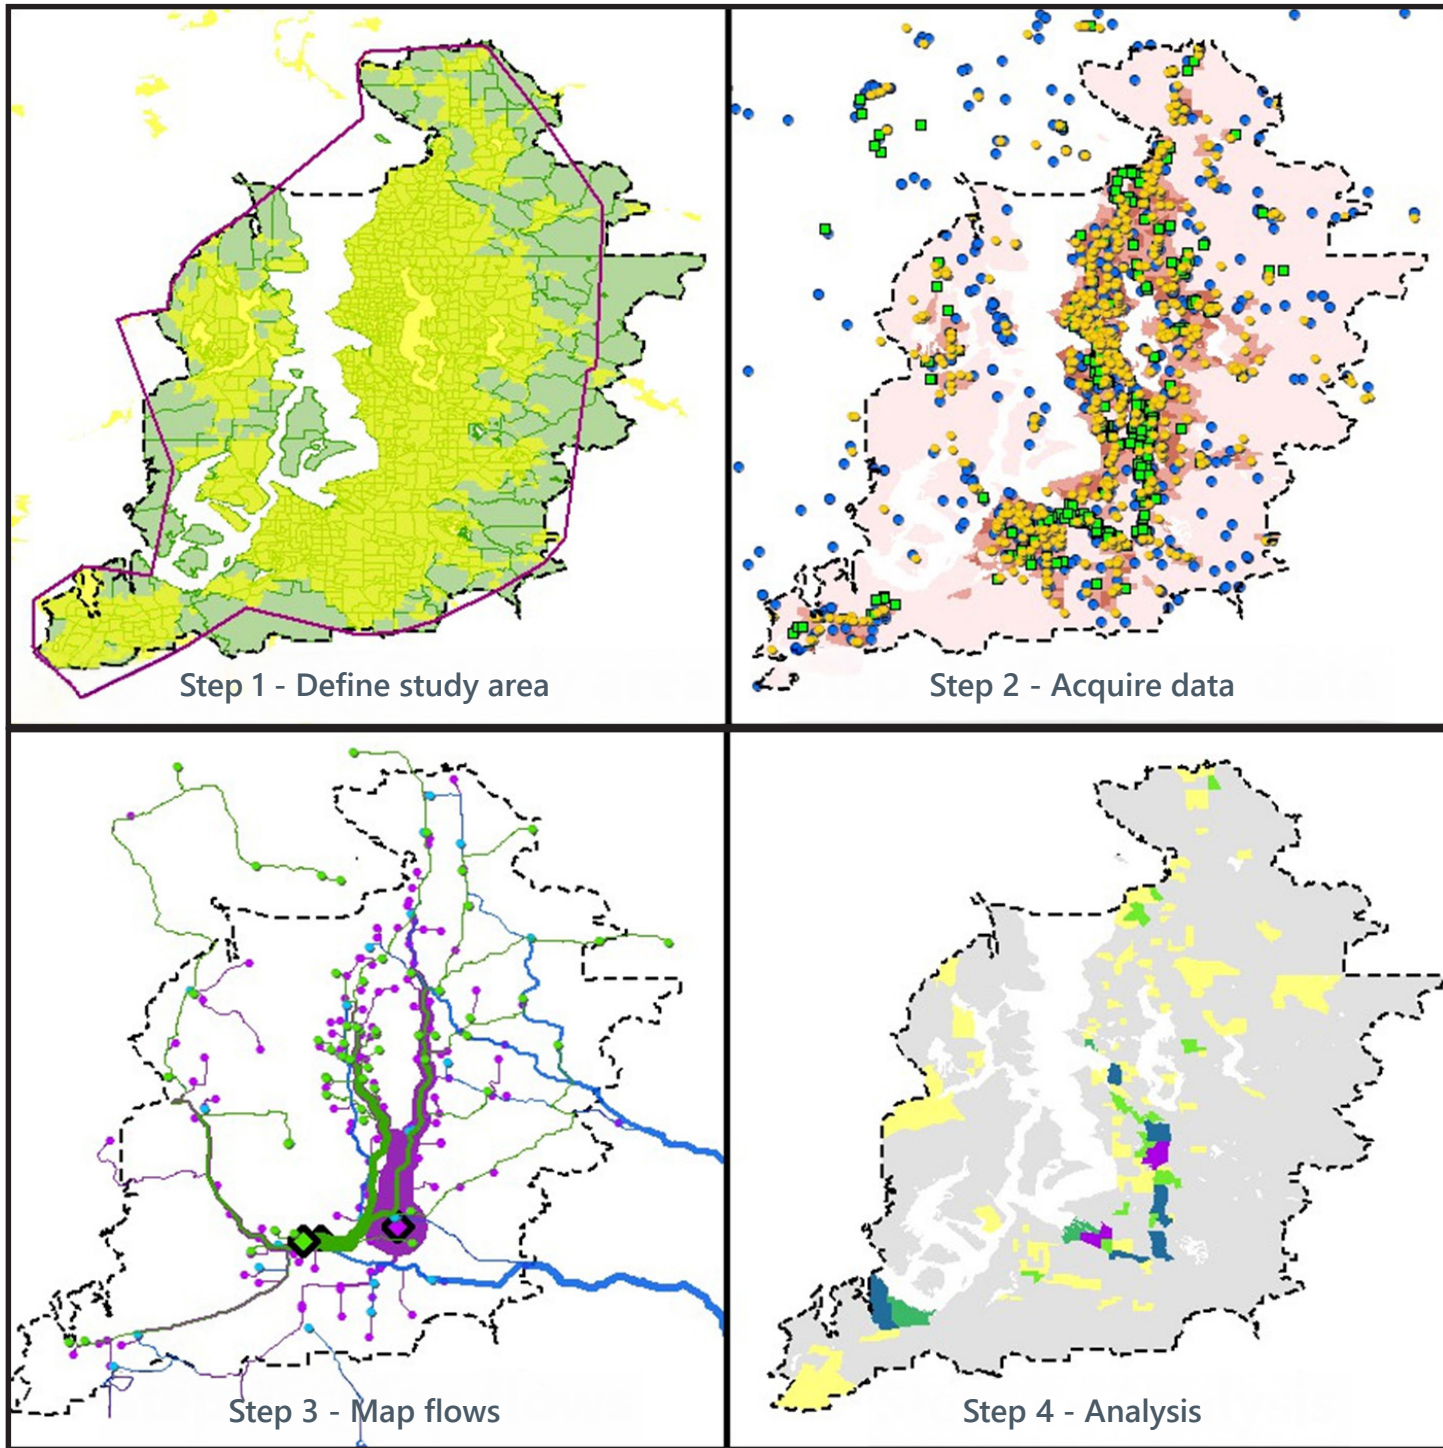 Step 1 - Define study area
Step 2 - Acquire data
Step 3 - Map flows
Step 4 - Analysis